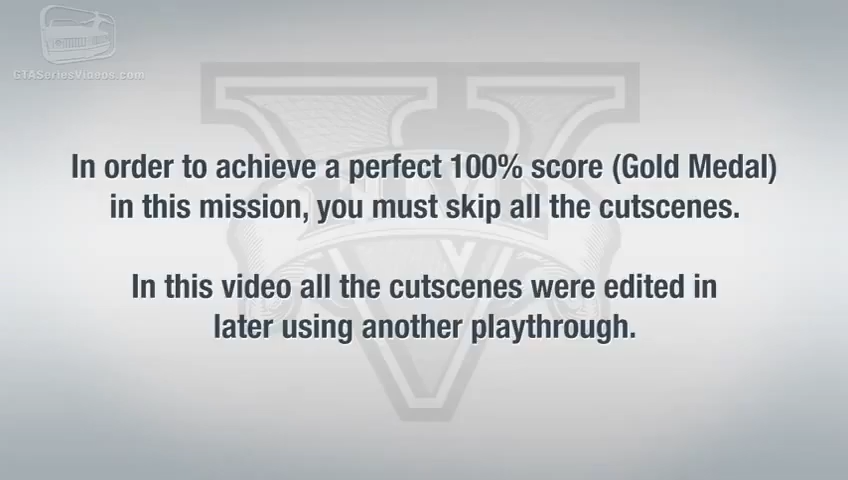 GTASeriesVideos.com
In order to achieve a perfect 100% score (Gold Medal)
in this mission, you must skip all the cutscenes.
In this video all the cutscenes were edited in
later using another playthrough.